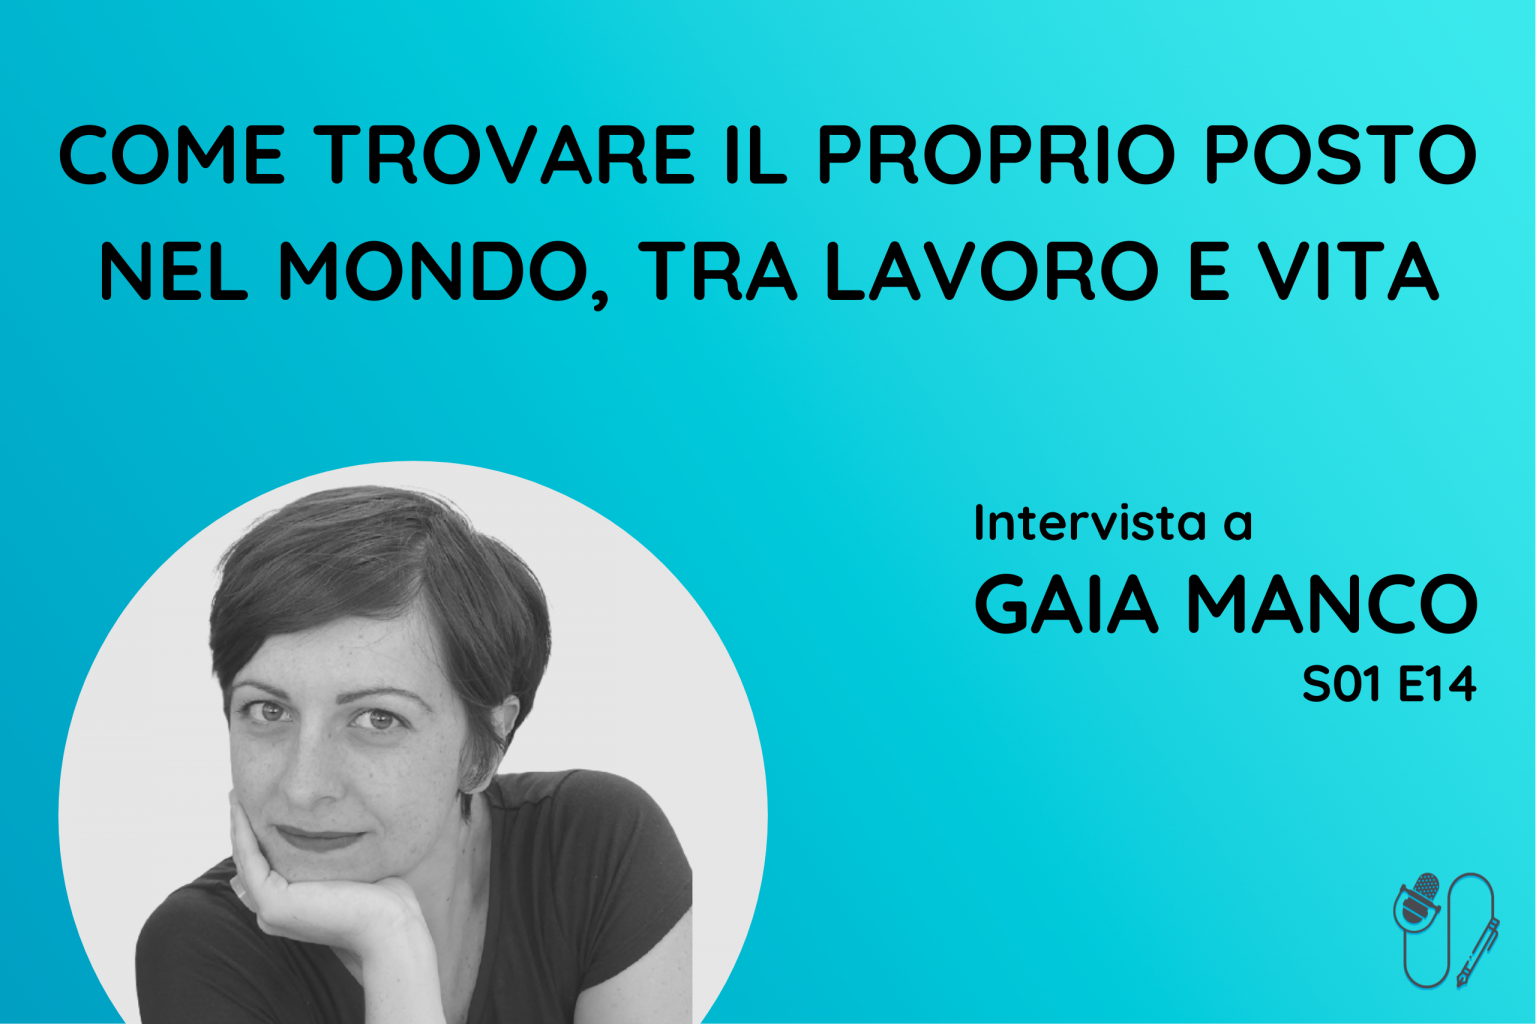 COME TROVARE IL PROPRIO POSTO
NEL MONDO, TRA LAVORO E VITA
Intervista a
GAIA MANCO
S01 E14